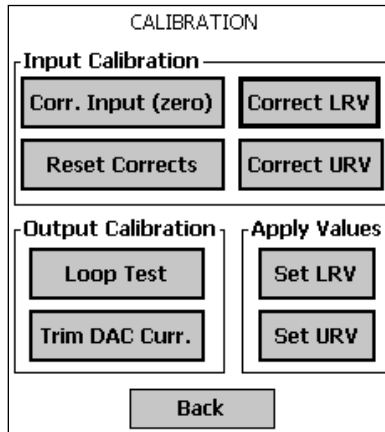 CALIBRATION
Input Calibration
Corr. Input (zero) Correct LRV
Reset Corrects Correct URV
Output Calibration Apply Values
Loop Test Set LRV
Trim DAC Curr. Set URV
Back